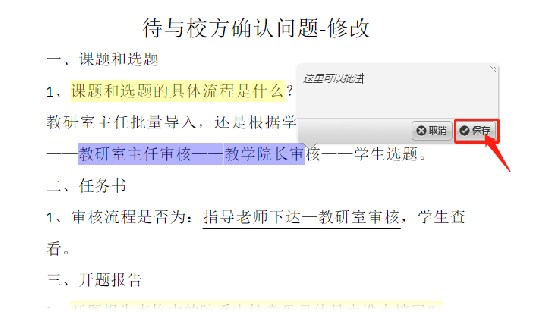 待与校方确认问题-修改
一、课题和选题
1、课题和选题的具体流程是什么?
这里可以批注
教研室主任批量导入，还是根据学
取消 保存
——教研室主任审核——教学院长审核——学生选题。
二、任务书
1、审核流程是否为：指导老师下达—教研室审核，学生查
看。
三、开题报告